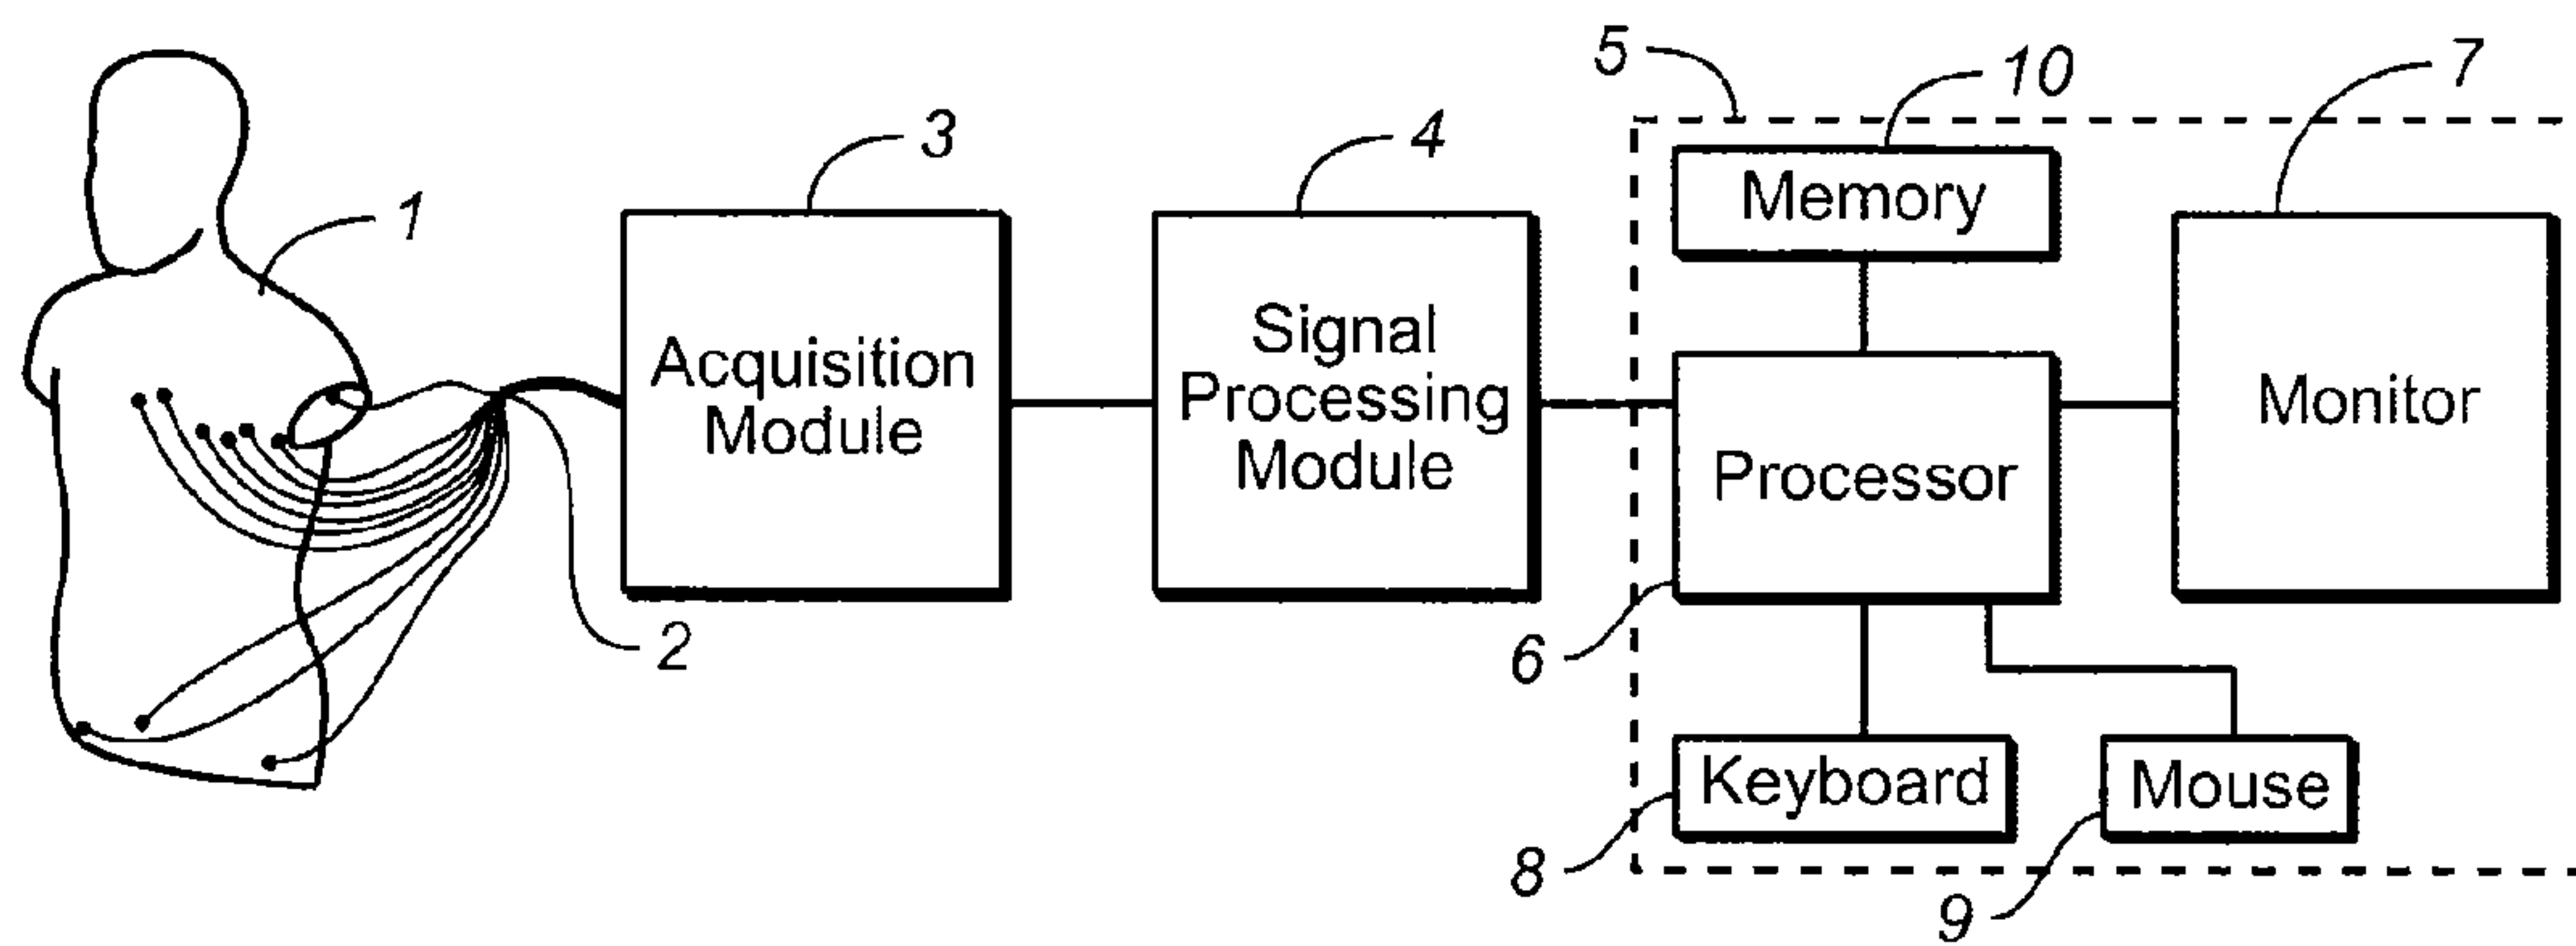 5
10
7
3
4
1
Memory
Acquisition
Module
Signal
Processing
Module
Processor
Monitor
2
6
Keyboard
Mouse
8
9